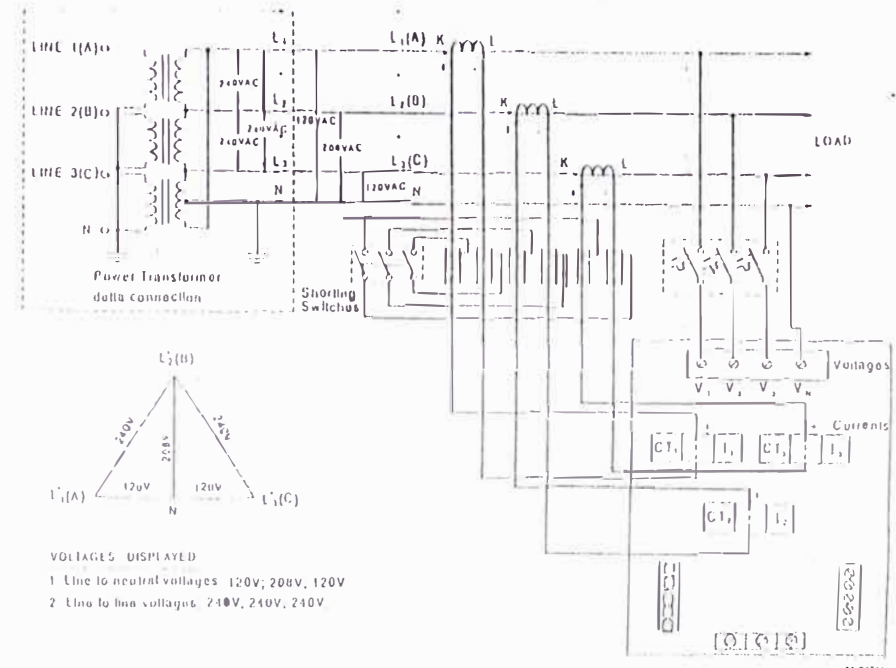 LINE 1(A)
L₁
L₁(A)
K
L
240VAC
LINE 2(B)
L₂
L₂(B)
K
L
240VAC
240VAC
120VAC
208VAC
LOAD
LINE 3(C)
L₃
L₃(C)
K
L
120VAC
N
N
N
Power Transformer
delta connection
Shorting
Switches
Voltages
V₁ V₂ V₃ VN
Currents
CT₁ I₁ CT₃ I₃
CT₂ I₂
L₂(B)
240V
208V
240V
L₁(A)
120V
N
120V
L₃(C)
VOLTAGES DISPLAYED
1 Line to neutral voltages 120V; 208V, 120V
2 Line to line voltages 240V, 240V, 240V